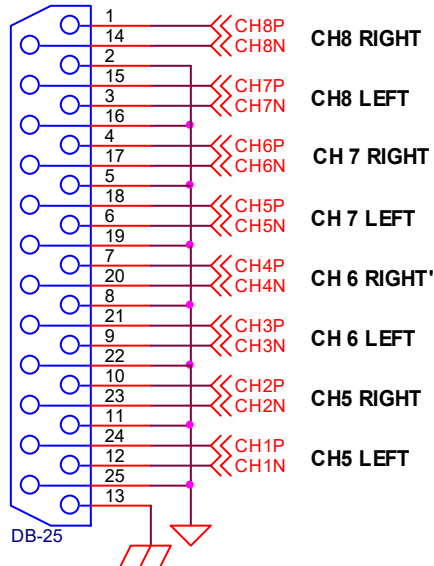 1 CH8P
14 CH8N CH8 RIGHT
2
15 CH7P
3 CH7N CH8 LEFT
16
4 CH6P
17 CH6N CH 7 RIGHT
5
18 CH5P
6 CH5N CH 7 LEFT
19
7 CH4P
20 CH4N CH 6 RIGHT'
8
21 CH3P
9 CH3N CH 6 LEFT
22
10 CH2P
23 CH2N CH5 RIGHT
11
24 CH1P
12 CH1N CH5 LEFT
25
13
DB-25